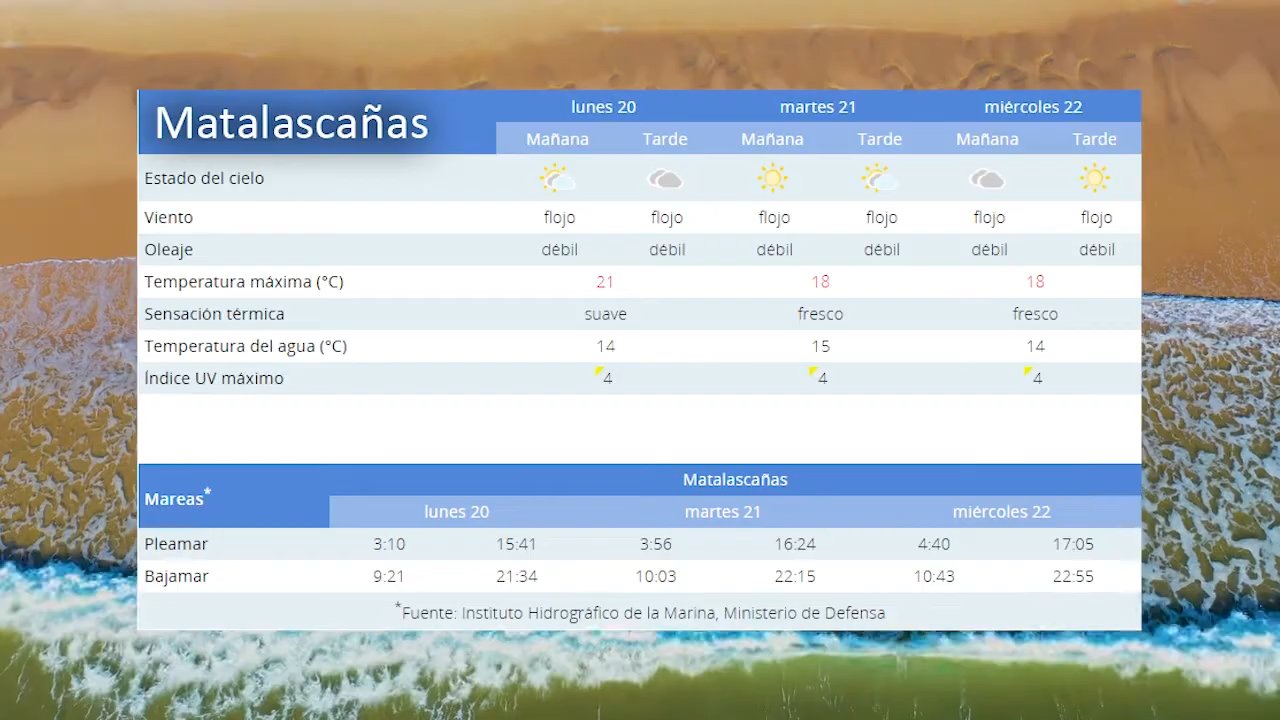 Matalascañas
lunes 20 martes 21 miércoles 22
Mañana Tarde Mañana Tarde Mañana Tarde
Estado del cielo
Viento flojo flojo flojo flojo flojo flojo
Oleaje débil débil débil débil débil débil
Temperatura máxima (°C) 21 18 18
Sensación térmica suave fresco fresco
Temperatura del agua (°C) 14 15 14
Índice UV máximo 4 4 4
Matalascañas
Mareas*
lunes 20 martes 21 miércoles 22
Pleamar 3:10 15:41 3:56 16:24 4:40 17:05
Bajamar 9:21 21:34 10:03 22:15 10:43 22:55
*Fuente: Instituto Hidrográfico de la Marina, Ministerio de Defensa